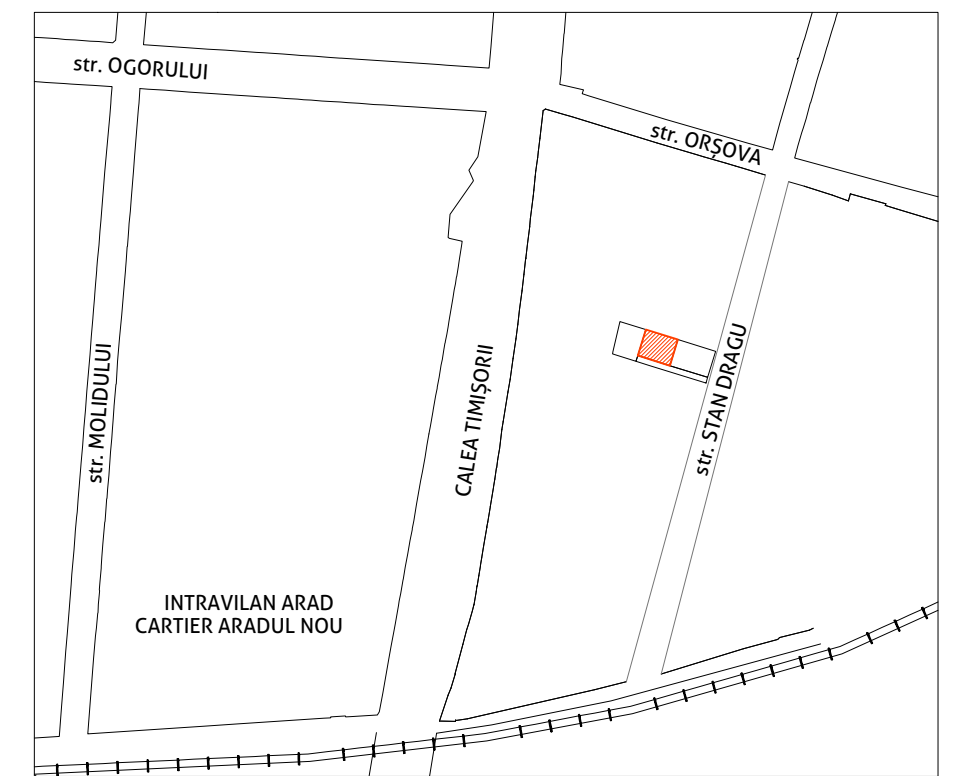 str. OGORULUI
str. ORȘOVA
str. MOLIDULUI
CALEA TIMIȘORII
str. STAN DRAGU
INTRAVILAN ARAD
CARTIER ARADUL NOU